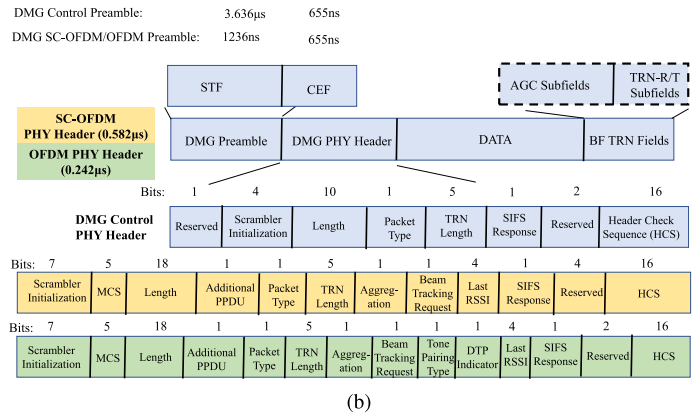 DMG Control Preamble: 3.636μs 655ns
DMG SC-OFDM/OFDM Preamble: 1236ns 655ns
STF CEF AGC Subfields TRN-R/T Subfields
SC-OFDM PHY Header (0.582μs)
OFDM PHY Header (0.242μs)
DMG Preamble DMG PHY Header DATA BF TRN Fields
Bits: 1 4 10 1 5 1 2 16
DMG Control PHY Header
Reserved Scrambler Initialization Length Packet Type TRN Length SIFS Response Reserved Header Check Sequence (HCS)
Bits: 7 5 18 1 1 5 1 1 4 1 4 16
Scrambler Initialization MCS Length Additional PPDU Packet Type TRN Length Aggreg-ation Beam Tracking Request Last RSSI SIFS Response Reserved HCS
7 5 18 1 1 5 1 1 1 1 4 1 2 16
Scrambler Initialization MCS Length Additional PPDU Packet Type TRN Length Aggreg-ation Beam Tracking Request Tone Pairing Type DTP Indicator Last RSSI SIFS Response Reserved HCS
(b)